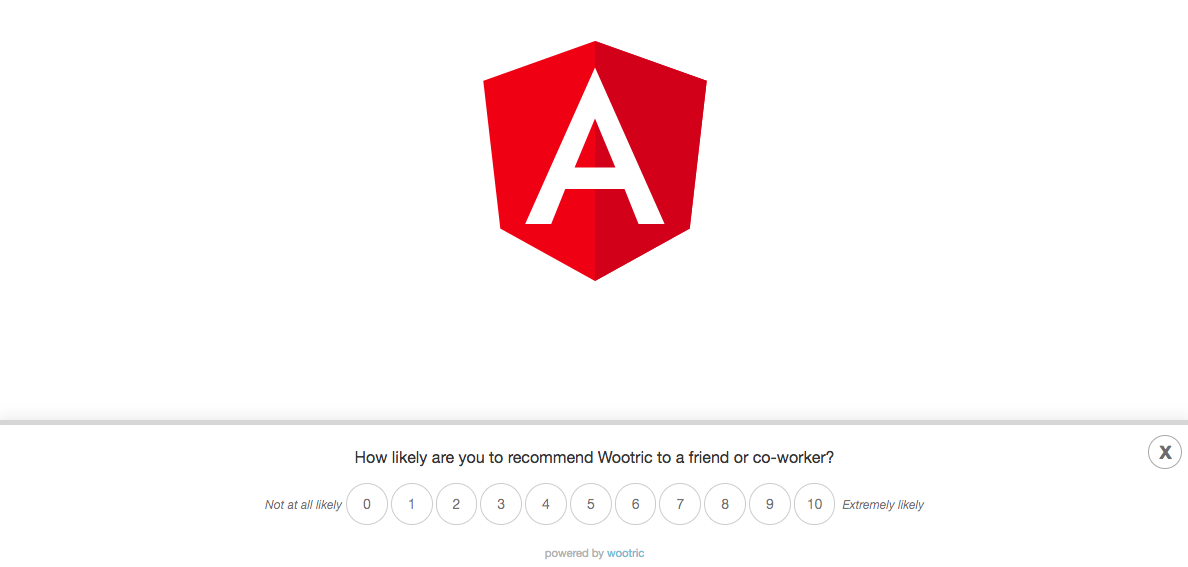 A
How likely are you to recommend Wootric to a friend or co-worker?
X
Not at all likely 0 1 2 3 4 5 6 7 8 9 10 Extremely likely
powered by wootric